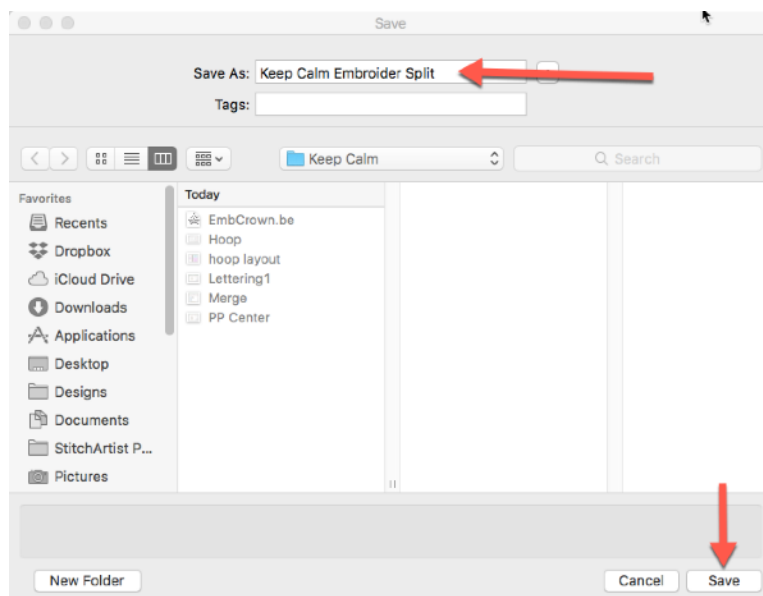 Save
Save As: Keep Calm Embroider Split
Tags:
Keep Calm
Search
Favorites
Recents
Dropbox
iCloud Drive
Downloads
Applications
Desktop
Designs
Documents
StitchArtist P...
Pictures
Today
EmbCrown.be
Hoop
hoop layout
Lettering1
Merge
PP Center
New Folder
Cancel
Save